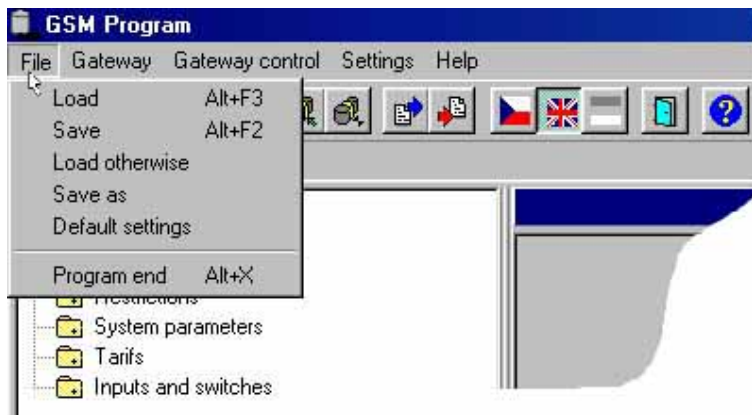 GSM Program
File Gateway Gateway control Settings Help
Load Alt+F3
Save Alt+F2
Load otherwise
Save as
Default settings
Program end Alt+X
Restrictions
System parameters
Tarifs
Inputs and switches